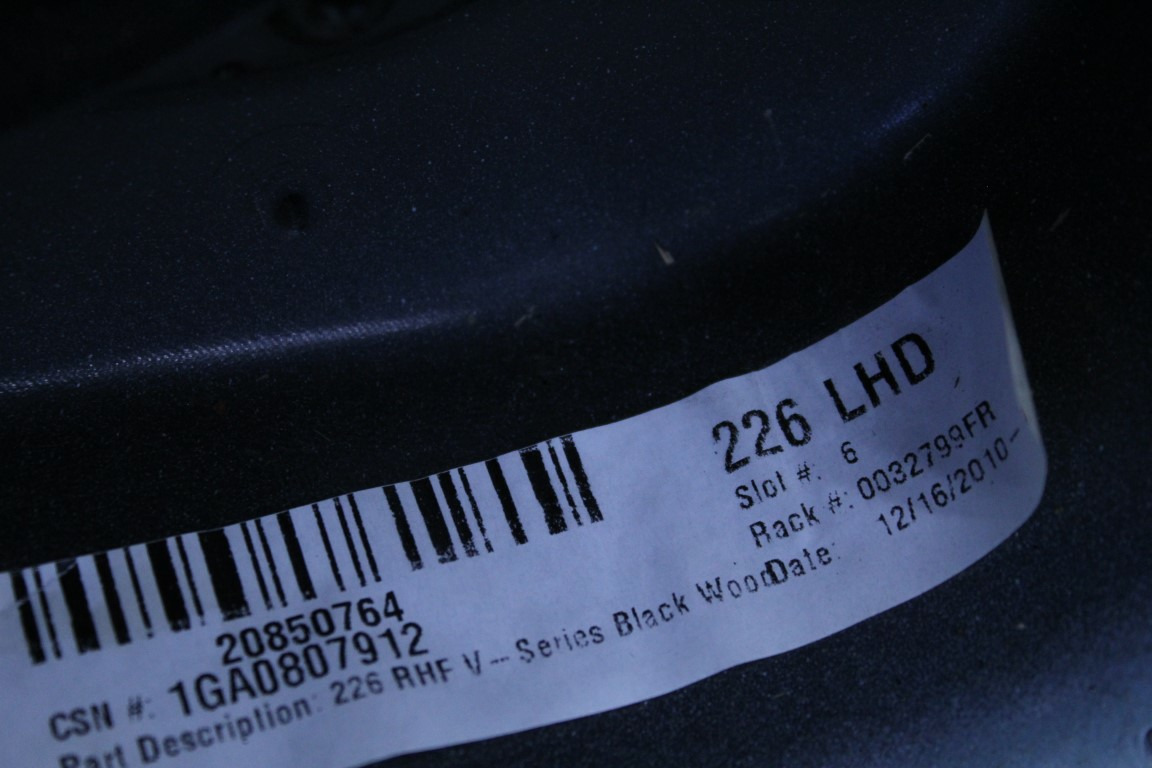 226 LHD
Slot #: 6
Rack #: 0032799FR
Date: 12/16/2010
20850764
CSN #: 1GA0807912
Part Description: 226 RHF V-Series Black Wood